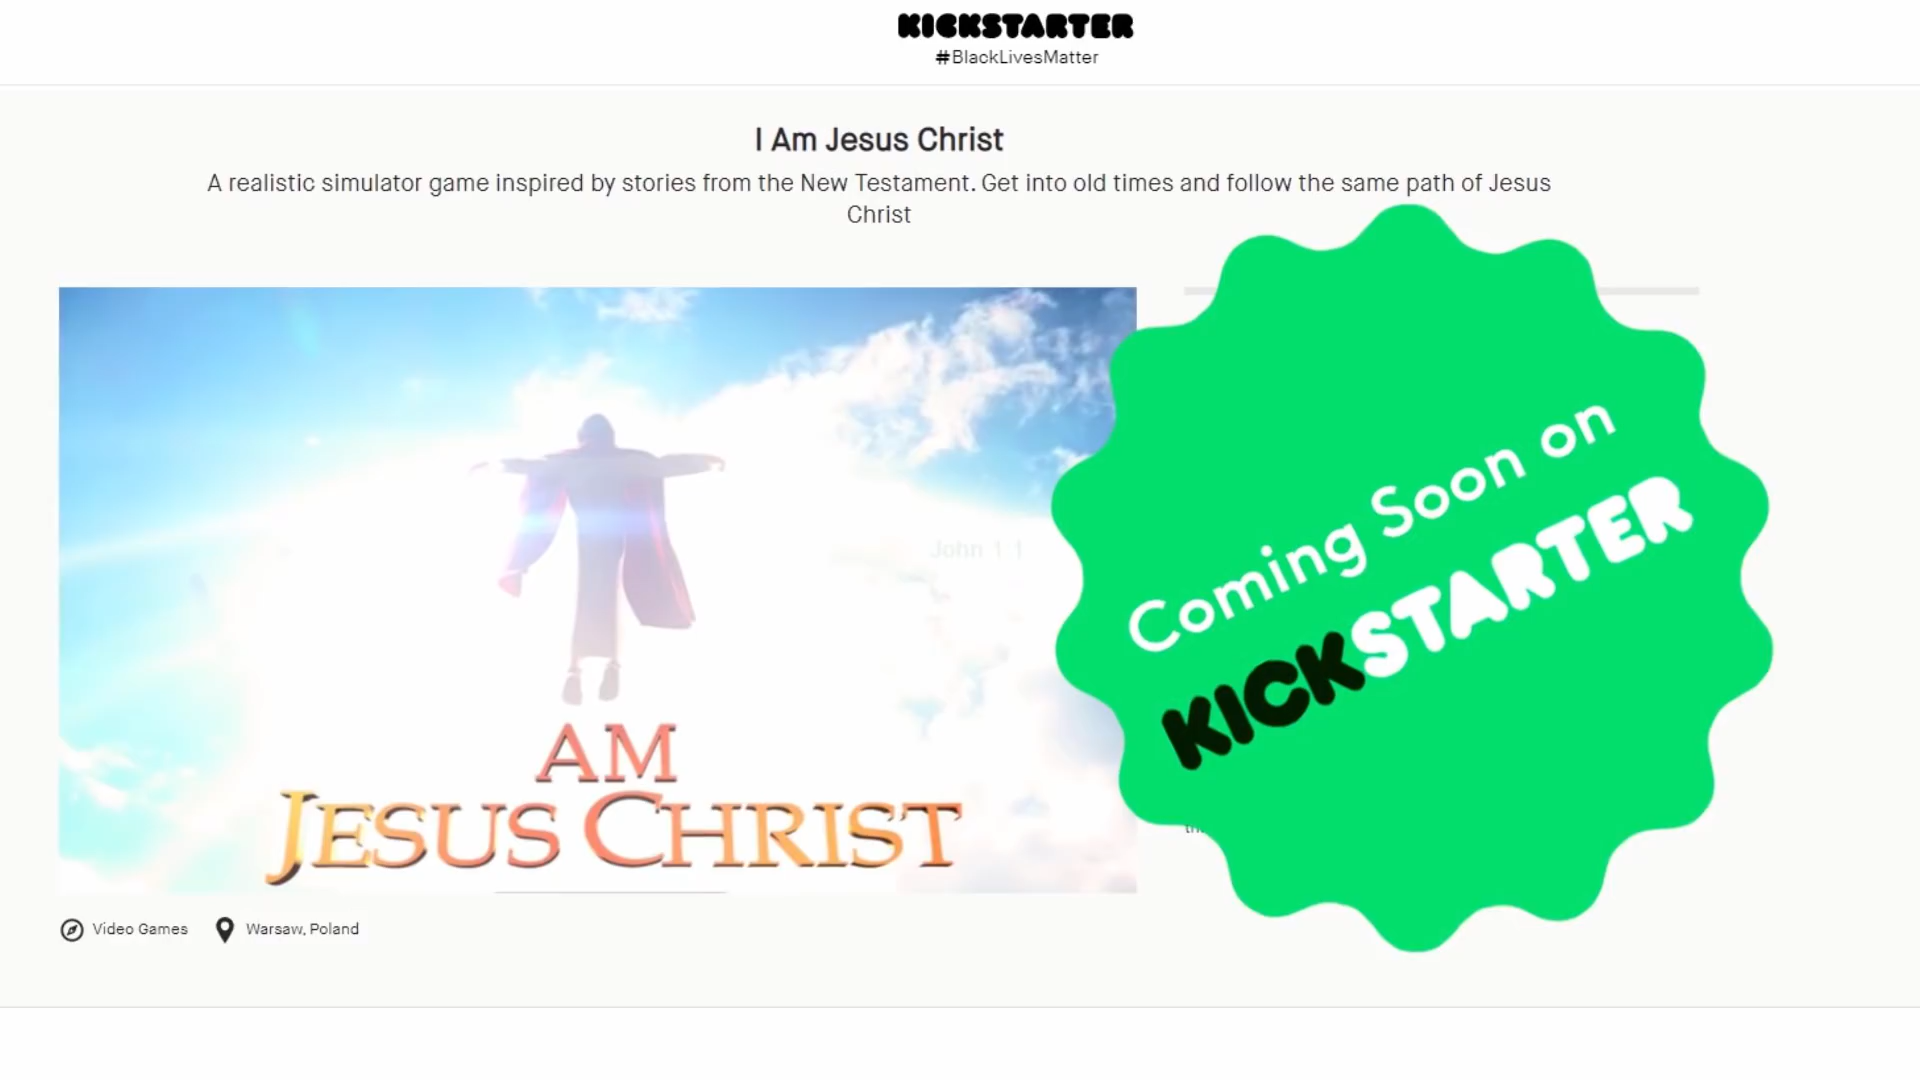 KICKSTARTER
#BlackLivesMatter
I Am Jesus Christ
A realistic simulator game inspired by stories from the New Testament. Get into old times and follow the same path of Jesus
Christ
John 1:1
AM
JESUS CHRIST
Coming Soon on
KICKSTARTER
Video Games
Warsaw, Poland